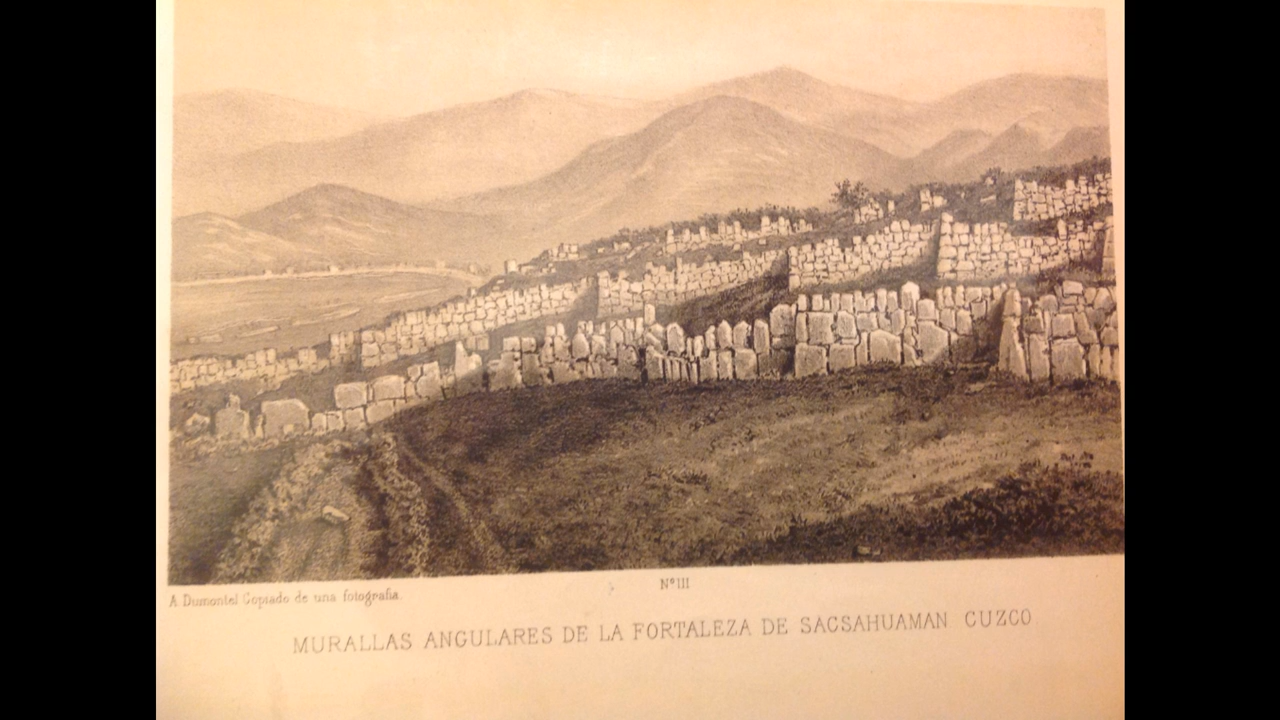 Nº III
A Dumontel Copiado de una fotografia.
MURALLAS ANGULARES DE LA FORTALEZA DE SACSAHUAMAN CUZCO